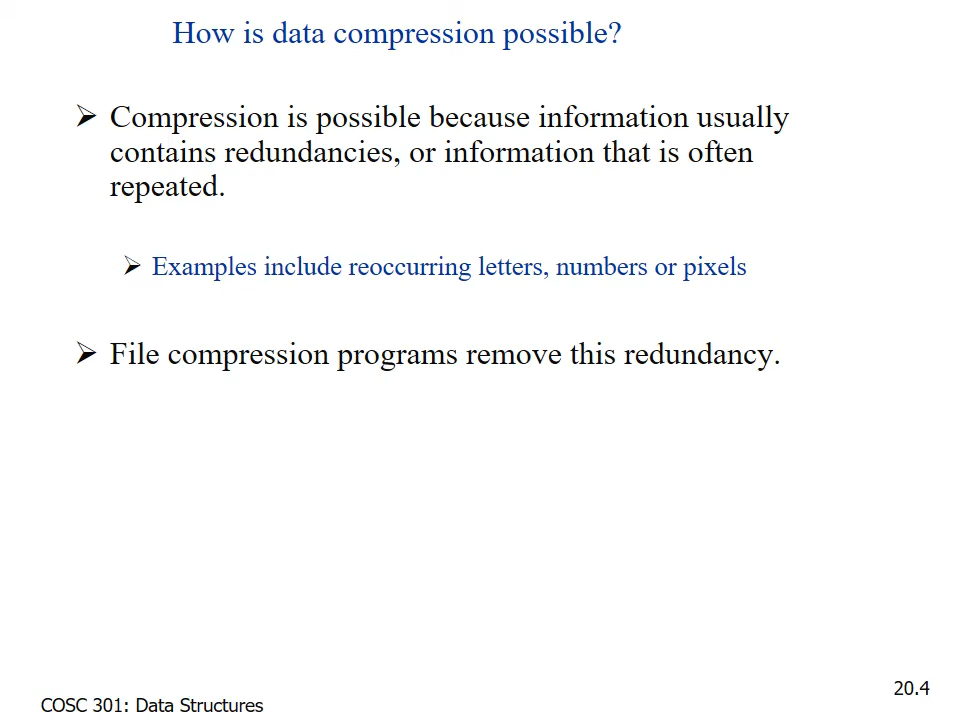 How is data compression possible?
➢ Compression is possible because information usually
contains redundancies, or information that is often
repeated.
➢ Examples include reoccurring letters, numbers or pixels
➢ File compression programs remove this redundancy.
20.4
COSC 301: Data Structures